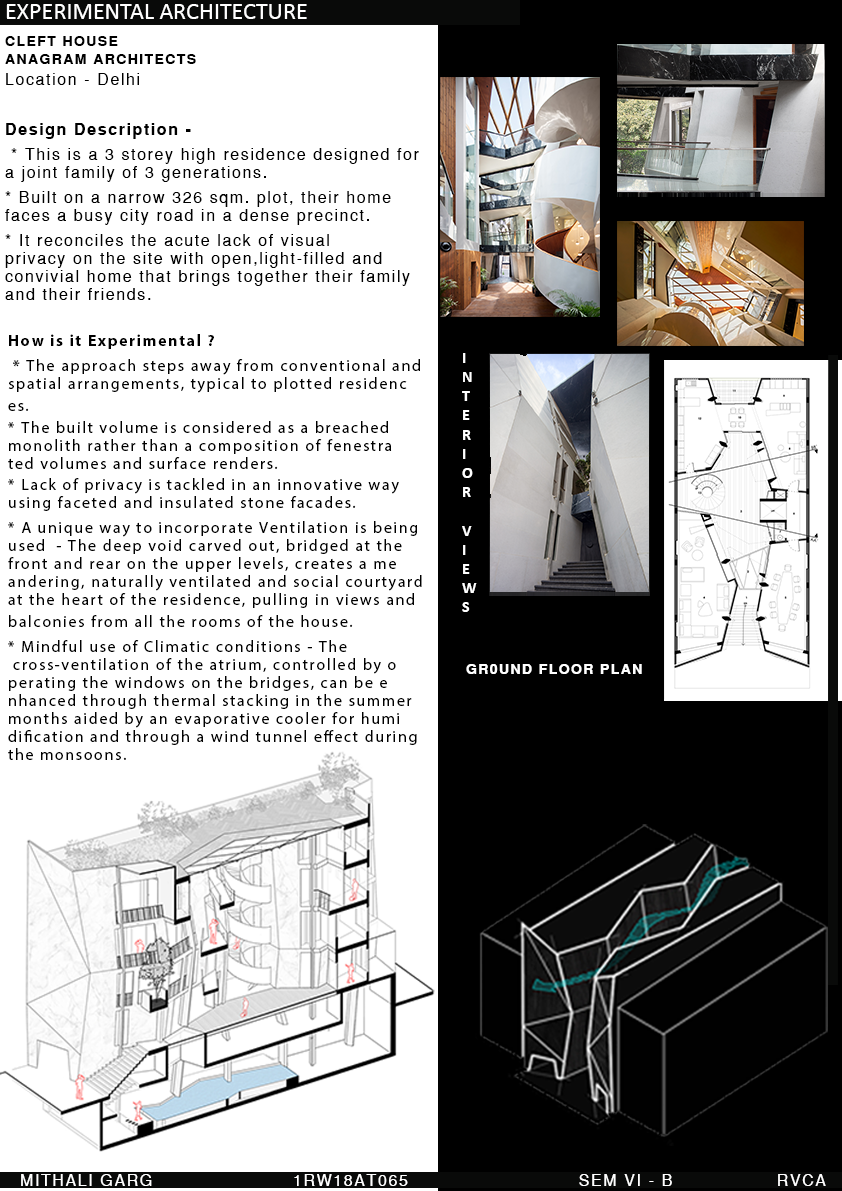 EXPERIMENTAL ARCHITECTURE
CLEFT HOUSE
ANAGRAM ARCHITECTS
Location - Delhi
Design Description -
* This is a 3 storey high residence designed for
a joint family of 3 generations.
* Built on a narrow 326 sqm. plot, their home
faces a busy city road in a dense precinct.
* It reconciles the acute lack of visual
privacy on the site with open,light-filled and
convivial home that brings together their family
and their friends.
How is it Experimental ?
* The approach steps away from conventional and
spatial arrangements, typical to plotted residenc
es.
* The built volume is considered as a breached
monolith rather than a composition of fenestra
ted volumes and surface renders.
* Lack of privacy is tackled in an innovative way
using faceted and insulated stone facades.
* A unique way to incorporate Ventilation is being
used - The deep void carved out, bridged at the
front and rear on the upper levels, creates a me
andering, naturally ventilated and social courtyard
at the heart of the residence, pulling in views and
balconies from all the rooms of the house.
* Mindful use of Climatic conditions - The
cross-ventilation of the atrium, controlled by o
perating the windows on the bridges, can be e
nhanced through thermal stacking in the summer
months aided by an evaporative cooler for humi
dification and through a wind tunnel effect during
the monsoons.
INTERIOR VIEWS
GR0UND FLOOR PLAN
MITHALI GARG 1RW18AT065 SEM VI - B RVCA